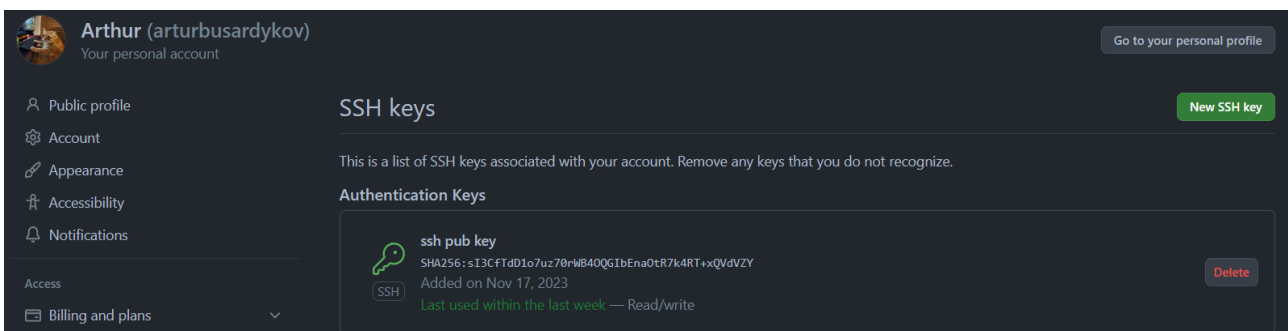 Arthur (arturbusardykov)
Your personal account
Go to your personal profile
Public profile
Account
Appearance
Accessibility
Notifications
Access
Billing and plans
SSH keys
New SSH key
This is a list of SSH keys associated with your account. Remove any keys that you do not recognize.
Authentication Keys
ssh pub key
SHA256:sI3CfTdD1o7uz70rWB4OQGIbEnaOtR7k4RT+xQVdVZY
Added on Nov 17, 2023
Last used within the last week — Read/write
SSH
Delete